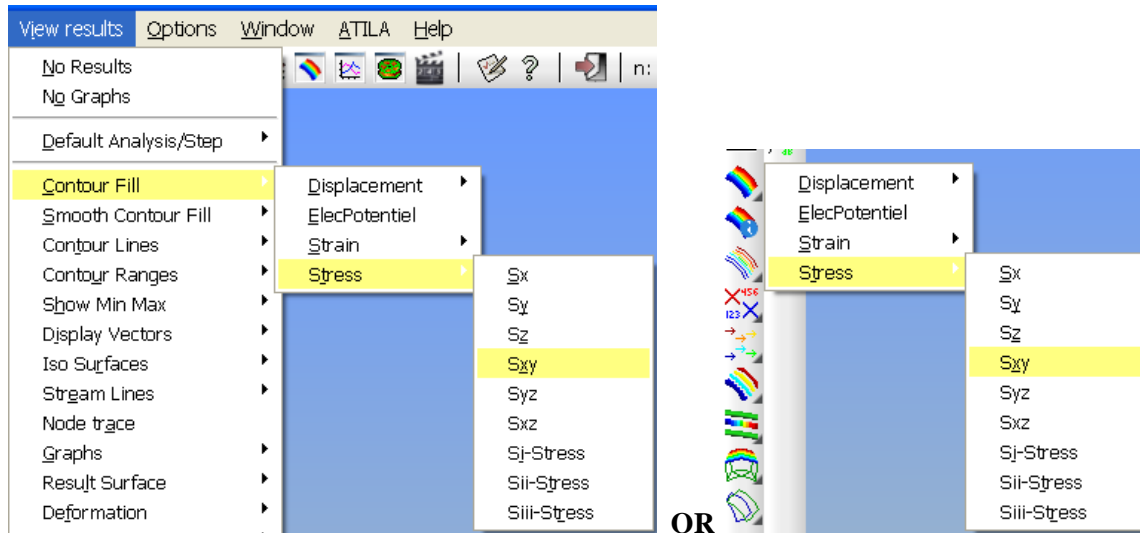 View results Options Window ATILA Help
n:
No Results
No Graphs
Default Analysis/Step
Contour Fill
Smooth Contour Fill
Contour Lines
Contour Ranges
Show Min Max
Display Vectors
Iso Surfaces
Stream Lines
Node trace
Graphs
Result Surface
Deformation
Displacement
ElecPotentiel
Strain
Stress
Sx
Sy
Sz
Sxy
Syz
Sxz
Si-Stress
Sii-Stress
Siii-Stress
OR
456
123
Displacement
ElecPotentiel
Strain
Stress
Sx
Sy
Sz
Sxy
Syz
Sxz
Si-Stress
Sii-Stress
Siii-Stress